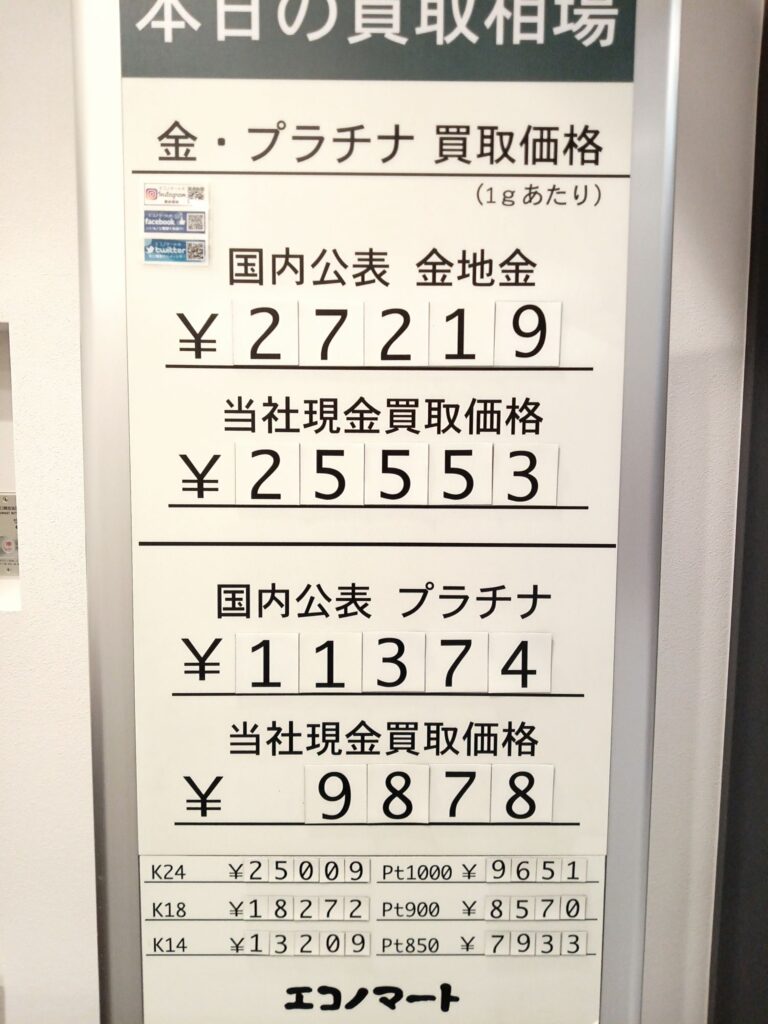 本日の買取相場
金・プラチナ 買取価格
(1gあたり)
Instagram
facebook
twitter
国内公表 金地金
¥27219
当社現金買取価格
¥25553
国内公表 プラチナ
¥11374
当社現金買取価格
¥ 9878
K24 ¥25009 Pt1000 ¥9651
K18 ¥18272 Pt900 ¥8570
K14 ¥13209 Pt850 ¥7933
エコノマート